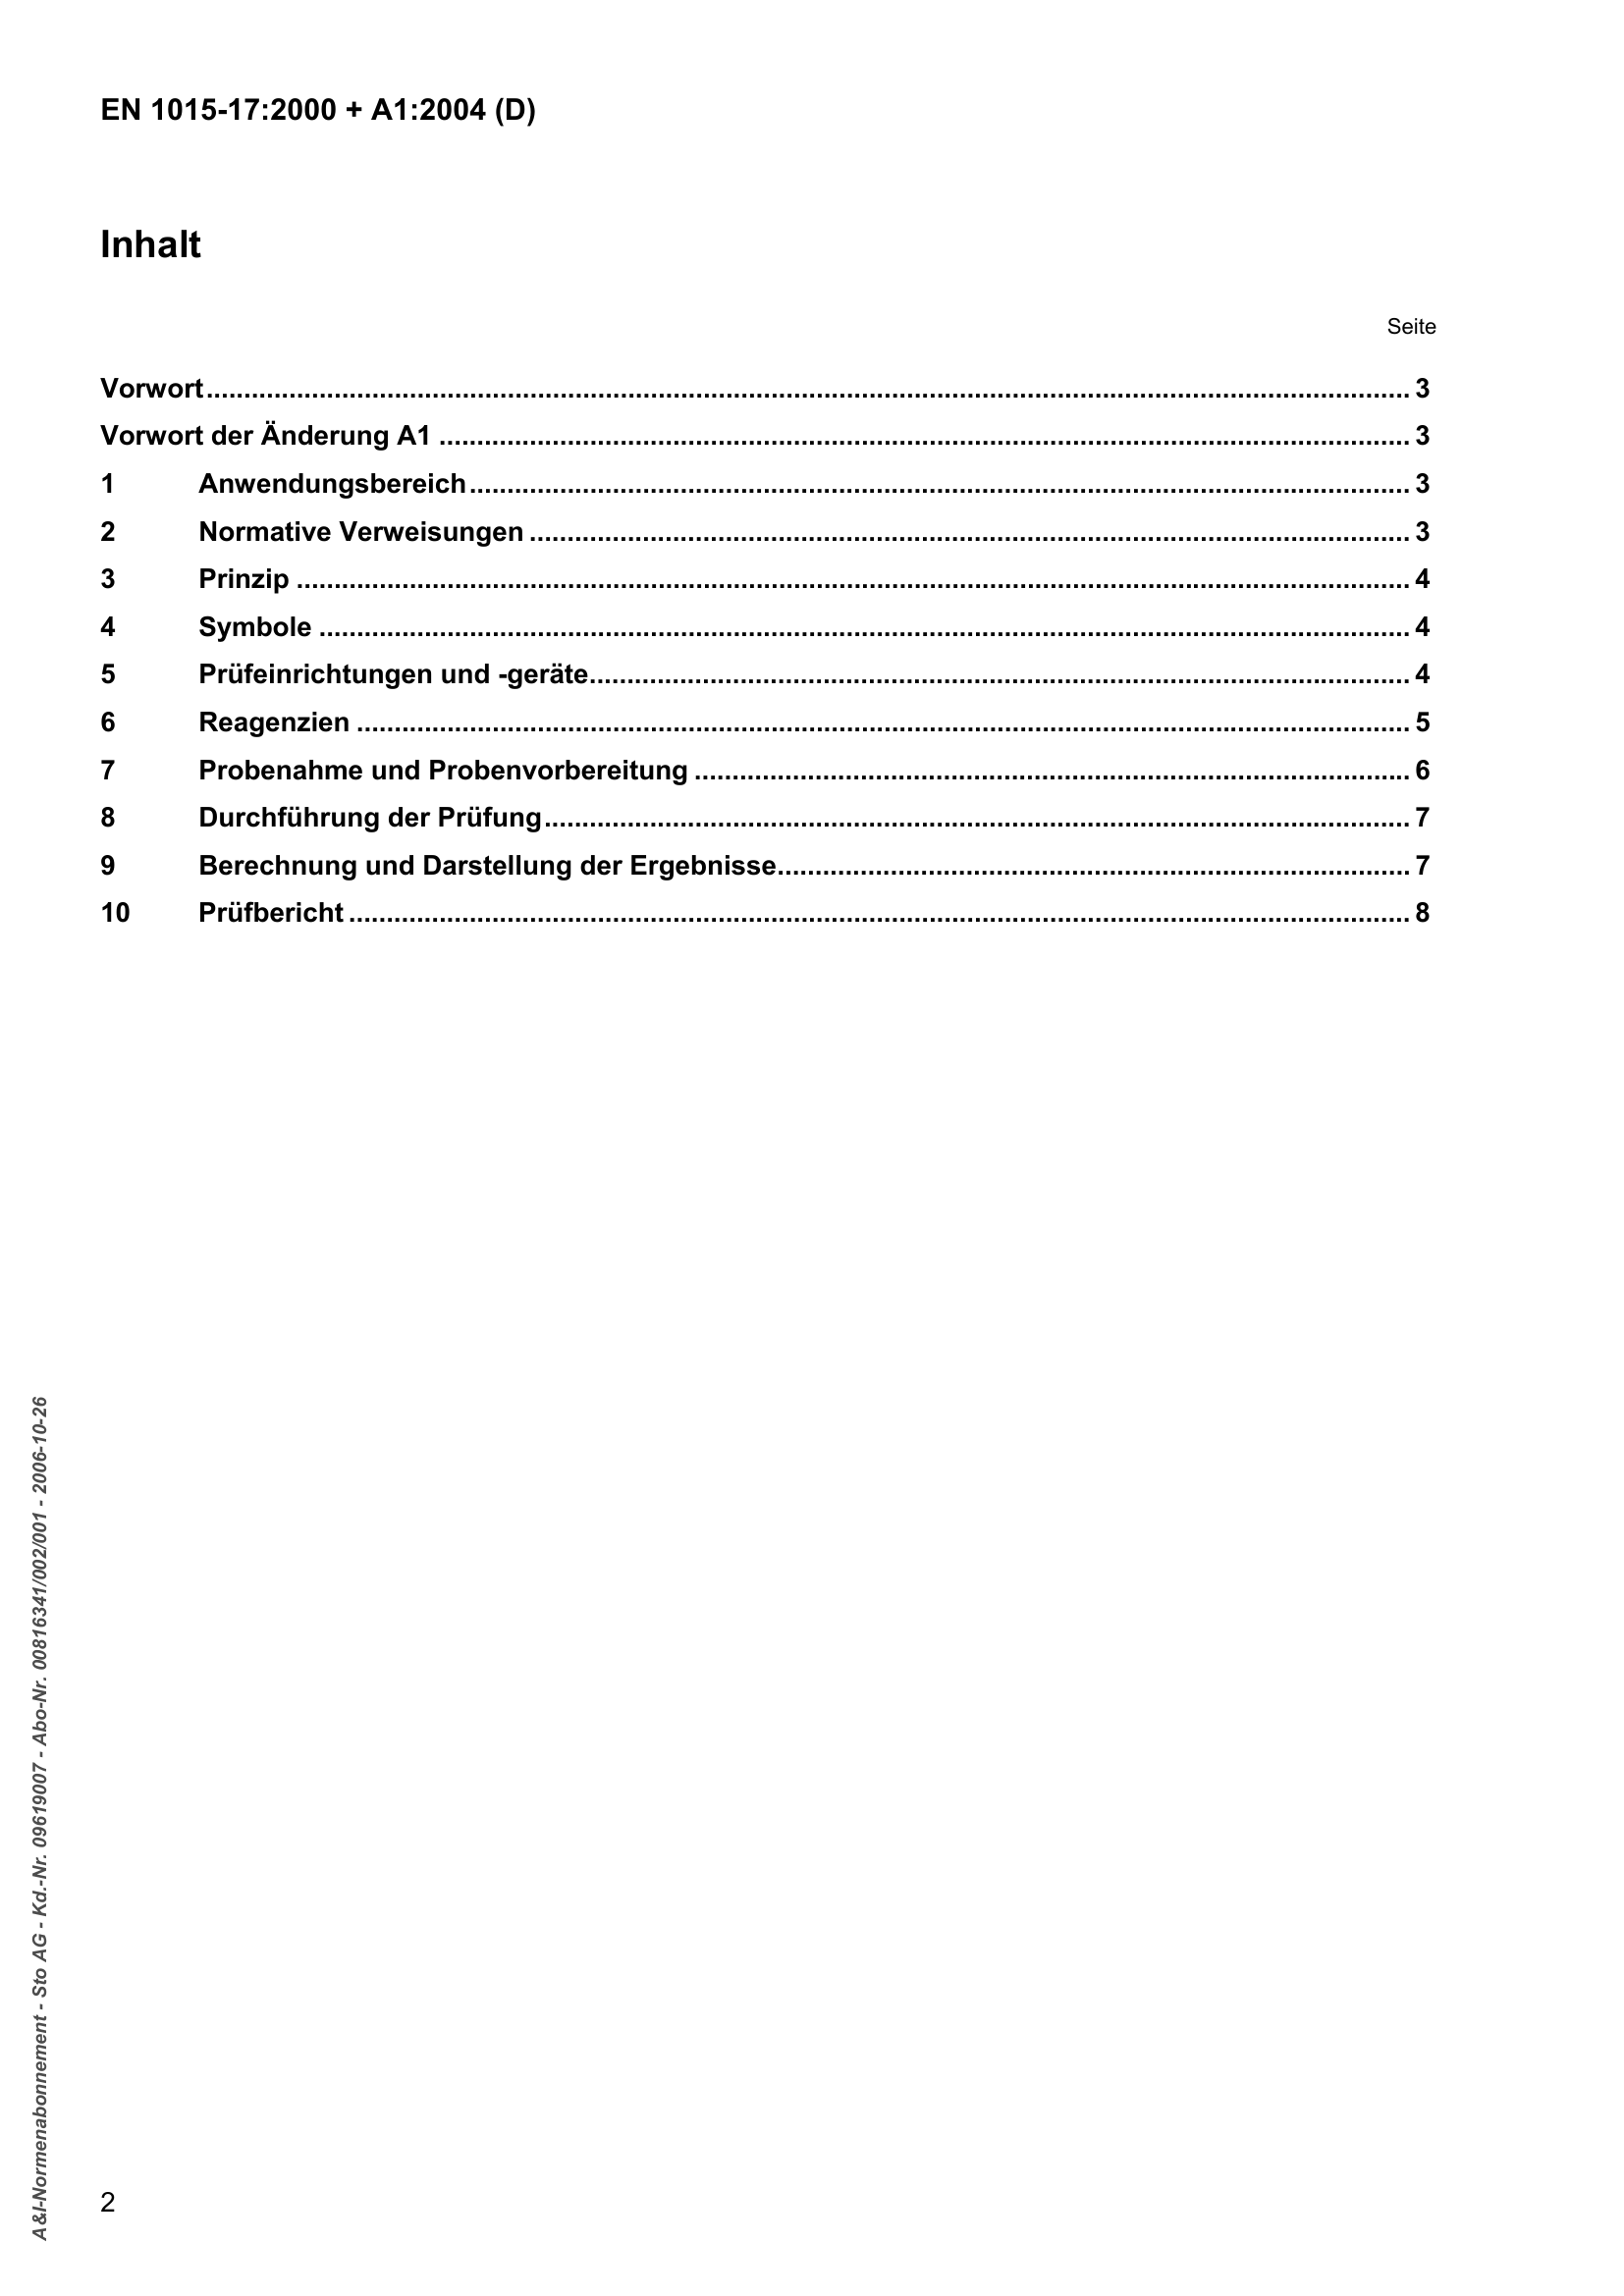 EN 1015-17:2000 + A1:2004 (D)
Inhalt
Seite
Vorwort ........ 3
Vorwort der Änderung A1 ........ 3
1 Anwendungsbereich ........ 3
2 Normative Verweisungen ........ 3
3 Prinzip ........ 4
4 Symbole ........ 4
5 Prüfeinrichtungen und -geräte ........ 4
6 Reagenzien ........ 5
7 Probenahme und Probenvorbereitung ........ 6
8 Durchführung der Prüfung ........ 7
9 Berechnung und Darstellung der Ergebnisse ........ 7
10 Prüfbericht ........ 8
A&I-Normenabonnement - Sto AG - Kd.-Nr. 09619007 - Abo-Nr. 00816341/002/001 - 2006-10-26
2